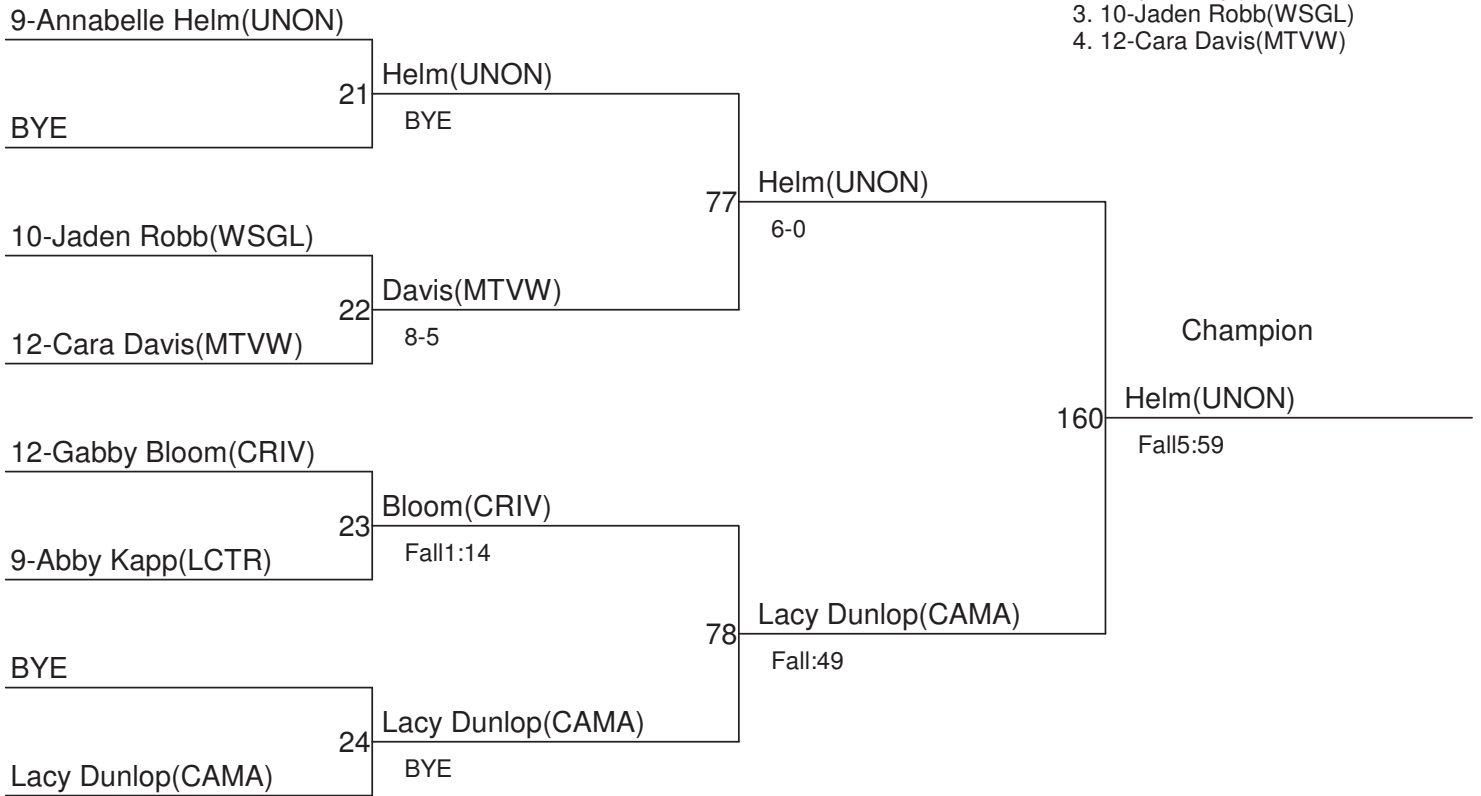 9-Annabelle Helm(UNON)
3. 10-Jaden Robb(WSGL)
4. 12-Cara Davis(MTVW)
Helm(UNON)
21
BYE
BYE
Helm(UNON)
77
6-0
10-Jaden Robb(WSGL)
Davis(MTVW)
22
8-5
12-Cara Davis(MTVW)
Champion
Helm(UNON)
160
Fall5:59
12-Gabby Bloom(CRIV)
Bloom(CRIV)
23
Fall1:14
9-Abby Kapp(LCTR)
Lacy Dunlop(CAMA)
78
Fall:49
BYE
Lacy Dunlop(CAMA)
24
BYE
Lacy Dunlop(CAMA)